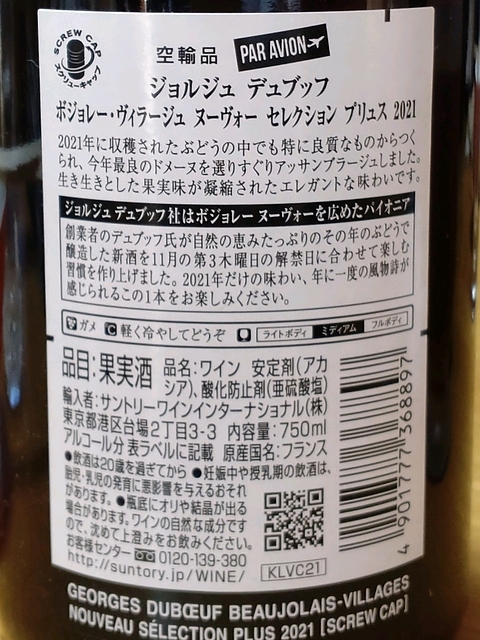 SCREW CAP
スクリューキャップ
空輸品 PAR AVION
ジョルジュ デュブッフ
ボジョレー・ヴィラージュ ヌーヴォー セレクション プリュス 2021
2021年に収穫されたぶどうの中でも特に良質なものからつく
られ、今年最良のドメーヌを選りすぐりアッサンブラージュしました。
生き生きとした果実味が凝縮されたエレガントな味わいです。
ジョルジュ デュブッフ社はボジョレー ヌーヴォーを広めたパイオニア
創業者のデュブッフ氏が自然の恵みたっぷりのその年のぶどうで
醸造した新酒を11月の第3木曜日の解禁日に合わせて楽しむ
習慣を作り上げました。2021年だけの味わい、年に一度の風物詩が
感じられるこの1本をお楽しみください。
ガメ ℃ 軽く冷やしてどうぞ ライトボディ ミディアム フルボディ
品目:果実酒 品名:ワイン 安定剤(アカ
シア)、酸化防止剤(亜硫酸塩)
輸入者:サントリーワインインターナショナル(株)
東京都港区台場2丁目3-3 内容量:750ml
アルコール分 表ラベルに記載 原産国名:フランス
●飲酒は20歳を過ぎてから ●妊娠中や授乳期の飲酒は、
胎児・乳児の発育に悪影響を与えるおそれ
があります。●瓶底にオリや結晶が出る
場合があります。ワインの自然な成分です
ので、沈めて上澄みをお飲みください。
お客様センター 0120-139-380
http://suntory.jp/WINE/
KLVC21
4 901777 368897
GEORGES DUBŒUF BEAUJOLAIS-VILLAGES
NOUVEAU SÉLECTION PLUS 2021 [SCREW CAP]